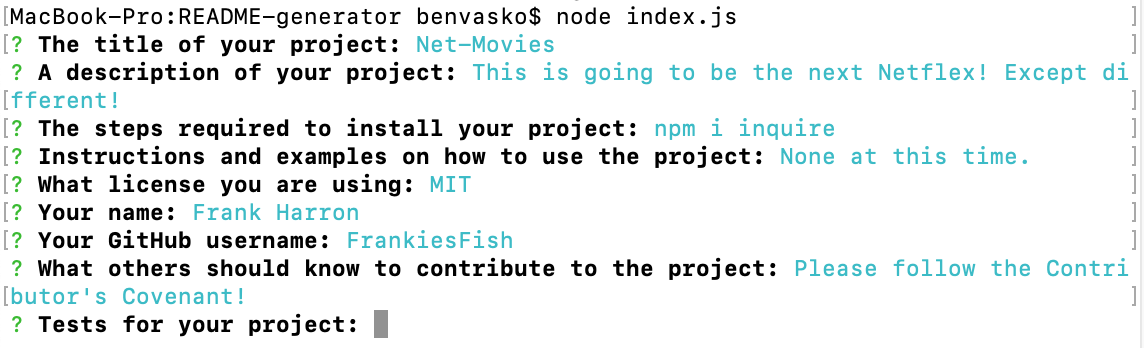 [MacBook-Pro:README-generator benvasko$ node index.js ]
[? The title of your project: Net-Movies ]
? A description of your project: This is going to be the next Netflex! Except di
[fferent! ]
[? The steps required to install your project: npm i inquire ]
[? Instructions and examples on how to use the project: None at this time. ]
[? What license you are using: MIT ]
[? Your name: Frank Harron ]
[? Your GitHub username: FrankiesFish ]
? What others should know to contribute to the project: Please follow the Contri
[butor's Covenant! ]
? Tests for your project: